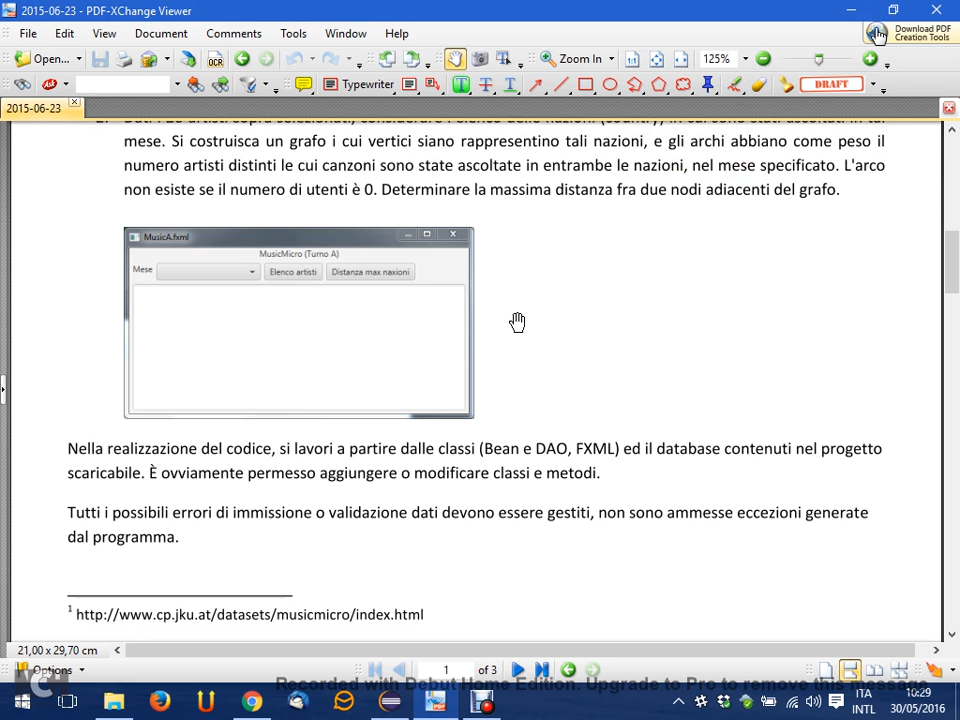 2015-06-23 - PDF-XChange Viewer
File Edit View Document Comments Tools Window Help
Download PDF
Creation Tools
Open... OCR Zoom In 1:1 125%
Typewriter T T T DRAFT
2015-06-23
mese. Si costruisca un grafo i cui vertici siano rappresentino tali nazioni, e gli archi abbiano come peso il
numero artisti distinti le cui canzoni sono state ascoltate in entrambe le nazioni, nel mese specificato. L'arco
non esiste se il numero di utenti è 0. Determinare la massima distanza fra due nodi adiacenti del grafo.
MusicA.fxml
MusicMicro (Turno A)
Mese Elenco artisti Distanza max naxioni
Nella realizzazione del codice, si lavori a partire dalle classi (Bean e DAO, FXML) ed il database contenuti nel progetto
scaricabile. È ovviamente permesso aggiungere o modificare classi e metodi.
Tutti i possibili errori di immissione o validazione dati devono essere gestiti, non sono ammesse eccezioni generate
dal programma.
1 http://www.cp.jku.at/datasets/musicmicro/index.html
21,00 x 29,70 cm
Options 1 of 3
Recorded with Debut Home Edition. Upgrade to Pro to remove this message
ITA 10:29
INTL 30/05/2016